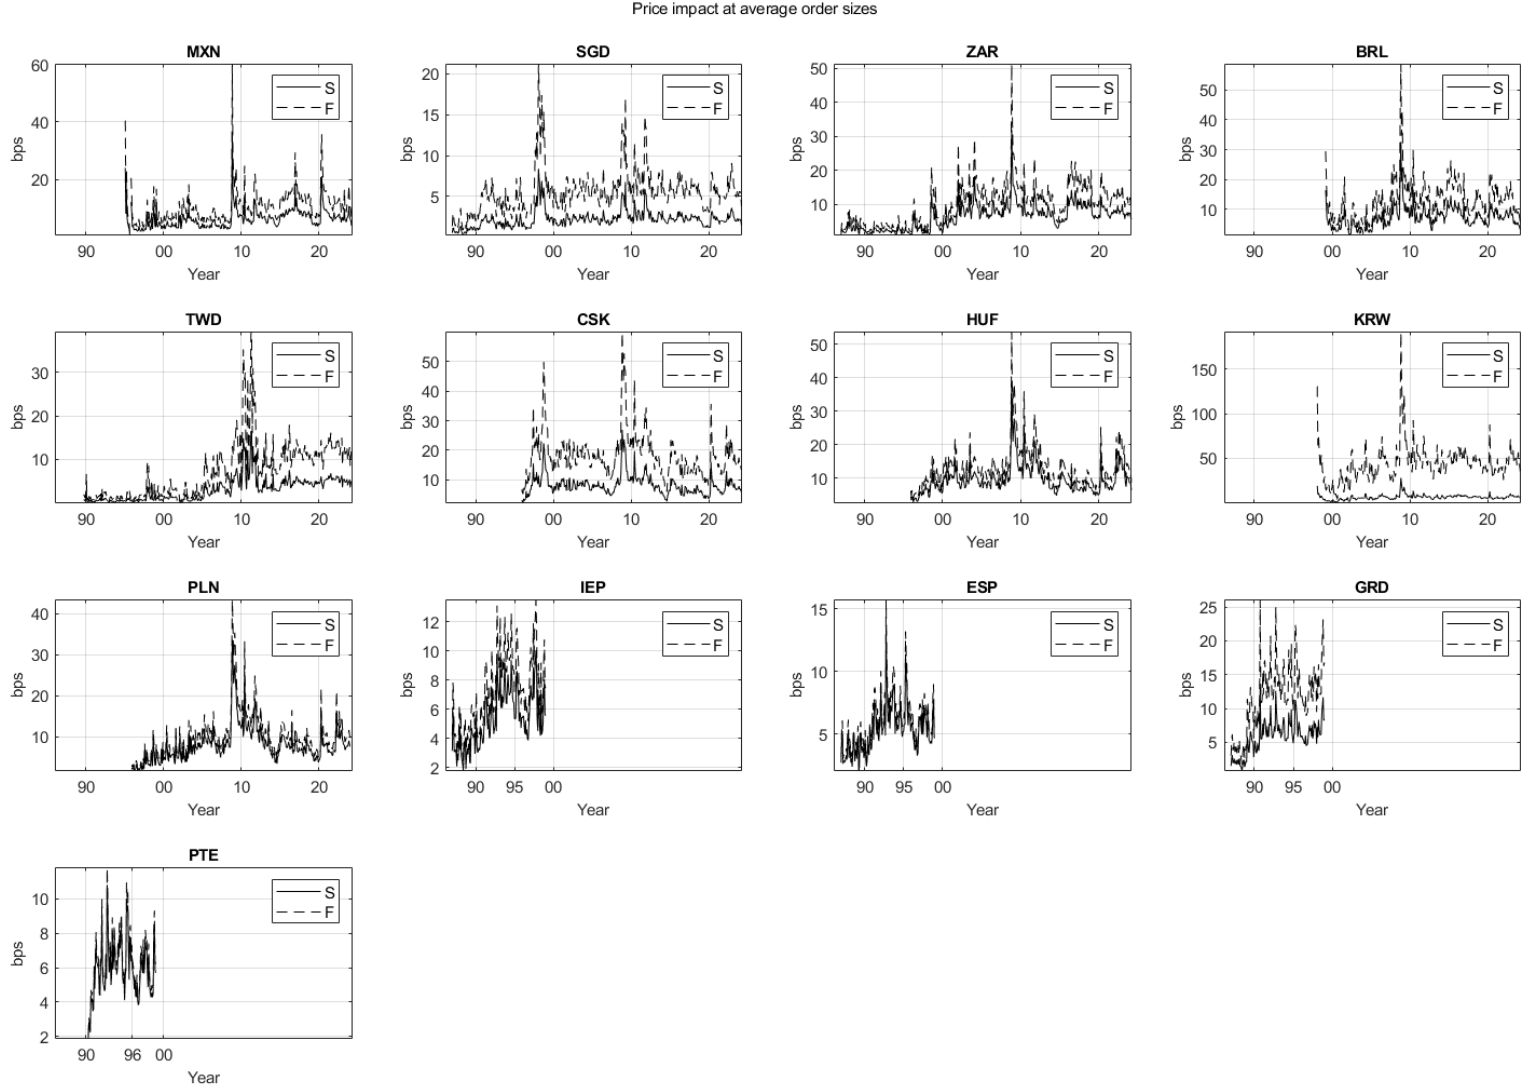 Price impact at average order sizes
MXN
60
40
20
bps
90 00 10 20
Year
S
F
SGD
20
15
10
5
bps
90 00 10 20
Year
S
F
ZAR
50
40
30
20
10
bps
90 00 10 20
Year
S
F
BRL
50
40
30
20
10
bps
90 00 10 20
Year
S
F
TWD
30
20
10
bps
90 00 10 20
Year
S
F
CSK
50
40
30
20
10
bps
90 00 10 20
Year
S
F
HUF
50
40
30
20
10
bps
90 00 10 20
Year
S
F
KRW
150
100
50
bps
90 00 10 20
Year
S
F
PLN
40
30
20
10
bps
90 00 10 20
Year
S
F
IEP
12
10
8
6
4
2
bps
90 95 00
Year
S
F
ESP
15
10
5
bps
90 95 00
Year
S
F
GRD
25
20
15
10
5
bps
90 95 00
Year
S
F
PTE
10
8
6
4
2
bps
90 96 00
Year
S
F